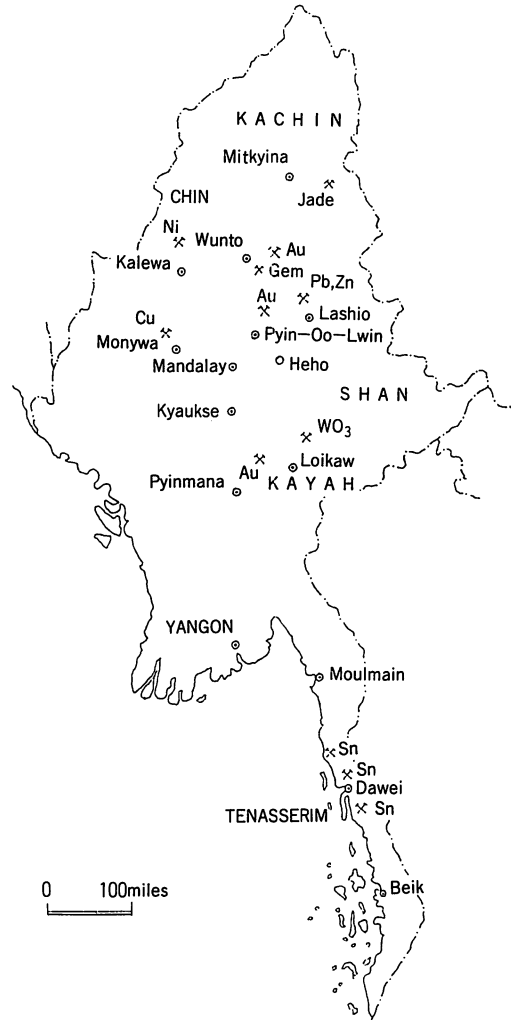 KACHIN
Mitkyina
Jade
CHIN
Ni
Wunto
Au
Kalewa
Gem
Pb,Zn
Au
Cu
Lashio
Pyin-Oo-Lwin
Monywa
Mandalay
Heho
SHAN
Kyaukse
WO₃
Loikaw
Au
KAYAH
Pyinmana
YANGON
Moulmain
Sn
Sn
Dawei
TENASSERIM
Sn
0 100miles
Beik